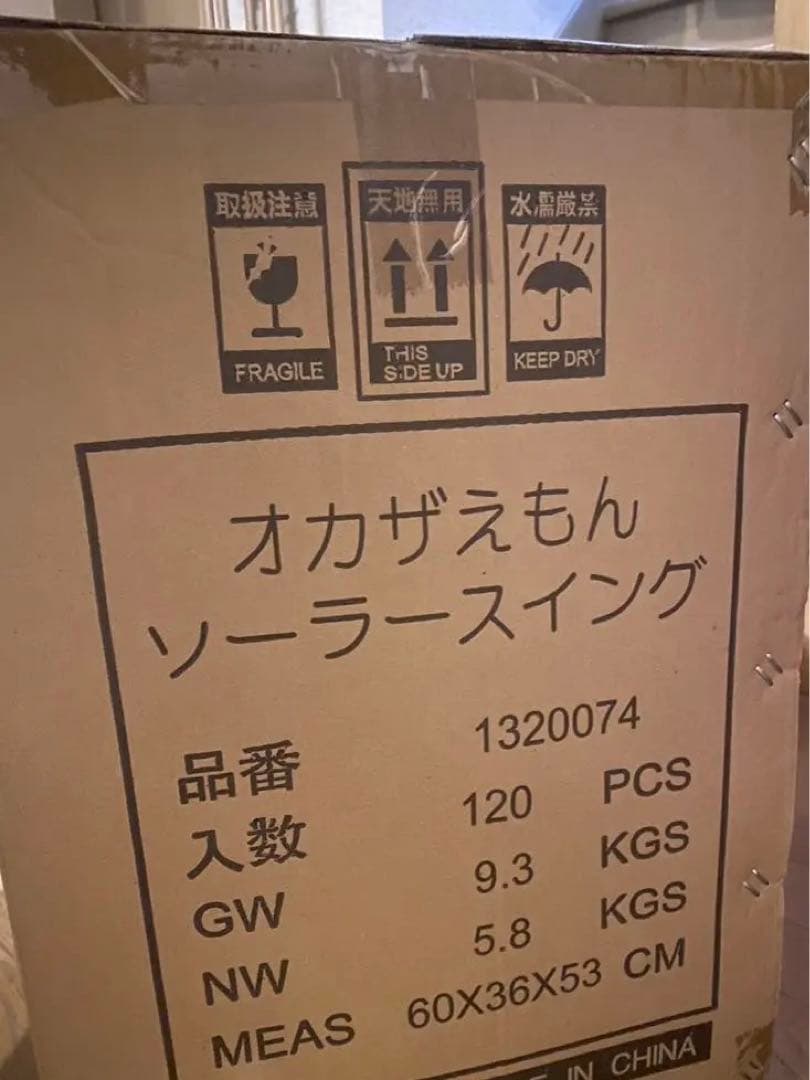 取扱注意
FRAGILE
天地無用
THIS
SIDE UP
水濡厳禁
KEEP DRY
オカザえもん
ソーラースイング
品番 1320074
入数 120 PCS
GW 9.3 KGS
NW 5.8 KGS
MEAS 60X36X53 CM
IN CHINA